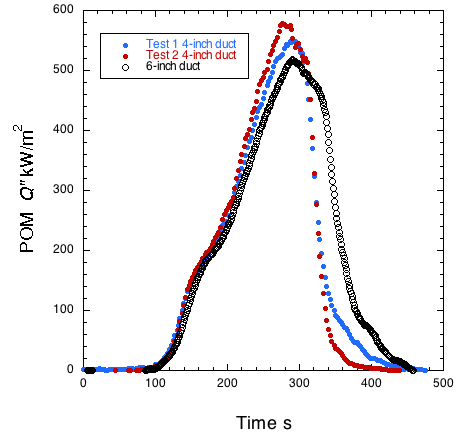 600
500
400
300
200
100
0
POM Q" kW/m²
Test 1 4-inch duct
Test 2 4-inch duct
6-inch duct
0 100 200 300 400 500
Time s